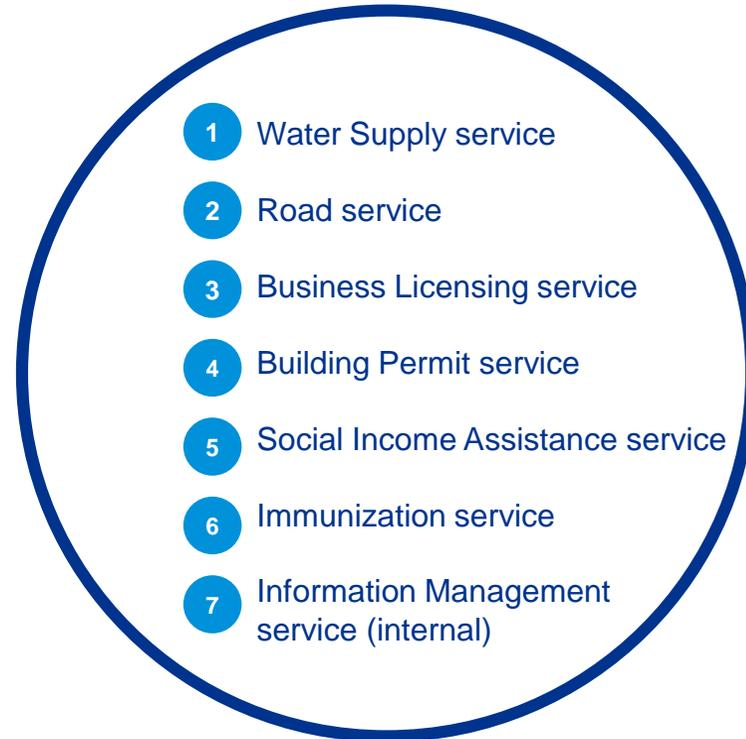 1 Water Supply service
2 Road service
3 Business Licensing service
4 Building Permit service
5 Social Income Assistance service
6 Immunization service
7 Information Management
service (internal)